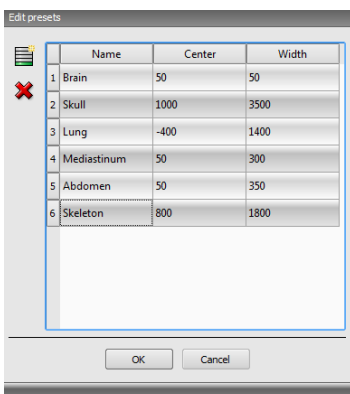 Edit presets
Name Center Width
1 Brain 50 50
2 Skull 1000 3500
3 Lung -400 1400
4 Mediastinum 50 300
5 Abdomen 50 350
6 Skeleton 800 1800
OK Cancel